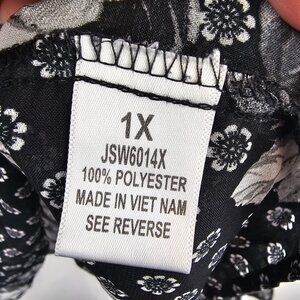 1X
JSW6014X
100% POLYESTER
MADE IN VIET NAM
SEE REVERSE